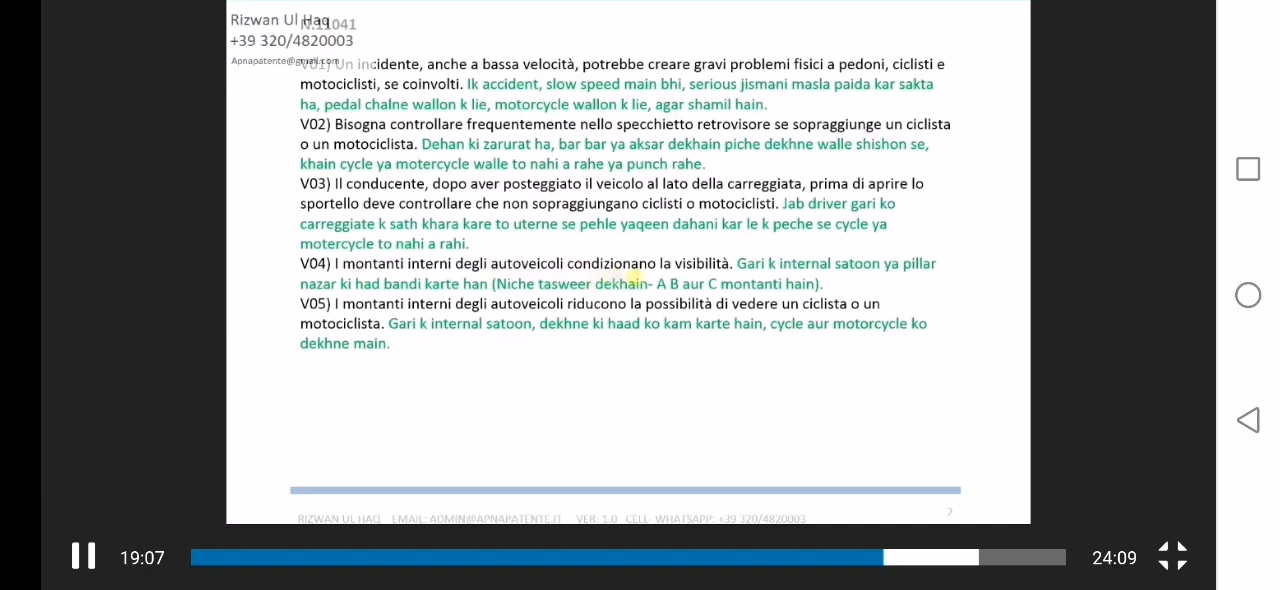 Rizwan Ul Haq
N.11041
+39 320/4820003
Apnapatente@gmail.com
V01) Un incidente, anche a bassa velocità, potrebbe creare gravi problemi fisici a pedoni, ciclisti e
motociclisti, se coinvolti. Ik accident, slow speed main bhi, serious jismani masla paida kar sakta
ha, pedal chalne wallon k lie, motorcycle wallon k lie, agar shamil hain.
V02) Bisogna controllare frequentemente nello specchietto retrovisore se sopraggiunge un ciclista
o un motociclista. Dehan ki zarurat ha, bar bar ya aksar dekhain piche dekhne walle shishon se,
khain cycle ya motercycle walle to nahi a rahe ya punch rahe.
V03) Il conducente, dopo aver posteggiato il veicolo al lato della carreggiata, prima di aprire lo
sportello deve controllare che non sopraggiungano ciclisti o motociclisti. Jab driver gari ko
carreggiate k sath khara kare to uterne se pehle yaqeen dahani kar le k peche se cycle ya
motercycle to nahi a rahi.
V04) I montanti interni degli autoveicoli condizionano la visibilità. Gari k internal satoon ya pillar
nazar ki had bandi karte han (Niche tasweer dekhain- A B aur C montanti hain).
V05) I montanti interni degli autoveicoli riducono la possibilità di vedere un ciclista o un
motociclista. Gari k internal satoon, dekhne ki haad ko kam karte hain, cycle aur motorcycle ko
dekhne main.
2
RIZWAN UL HAQ EMAIL: ADMIN@APNAPATENTE.IT VER: 1.0 CELL- WHATSAPP: +39 320/4820003
19:07
24:09